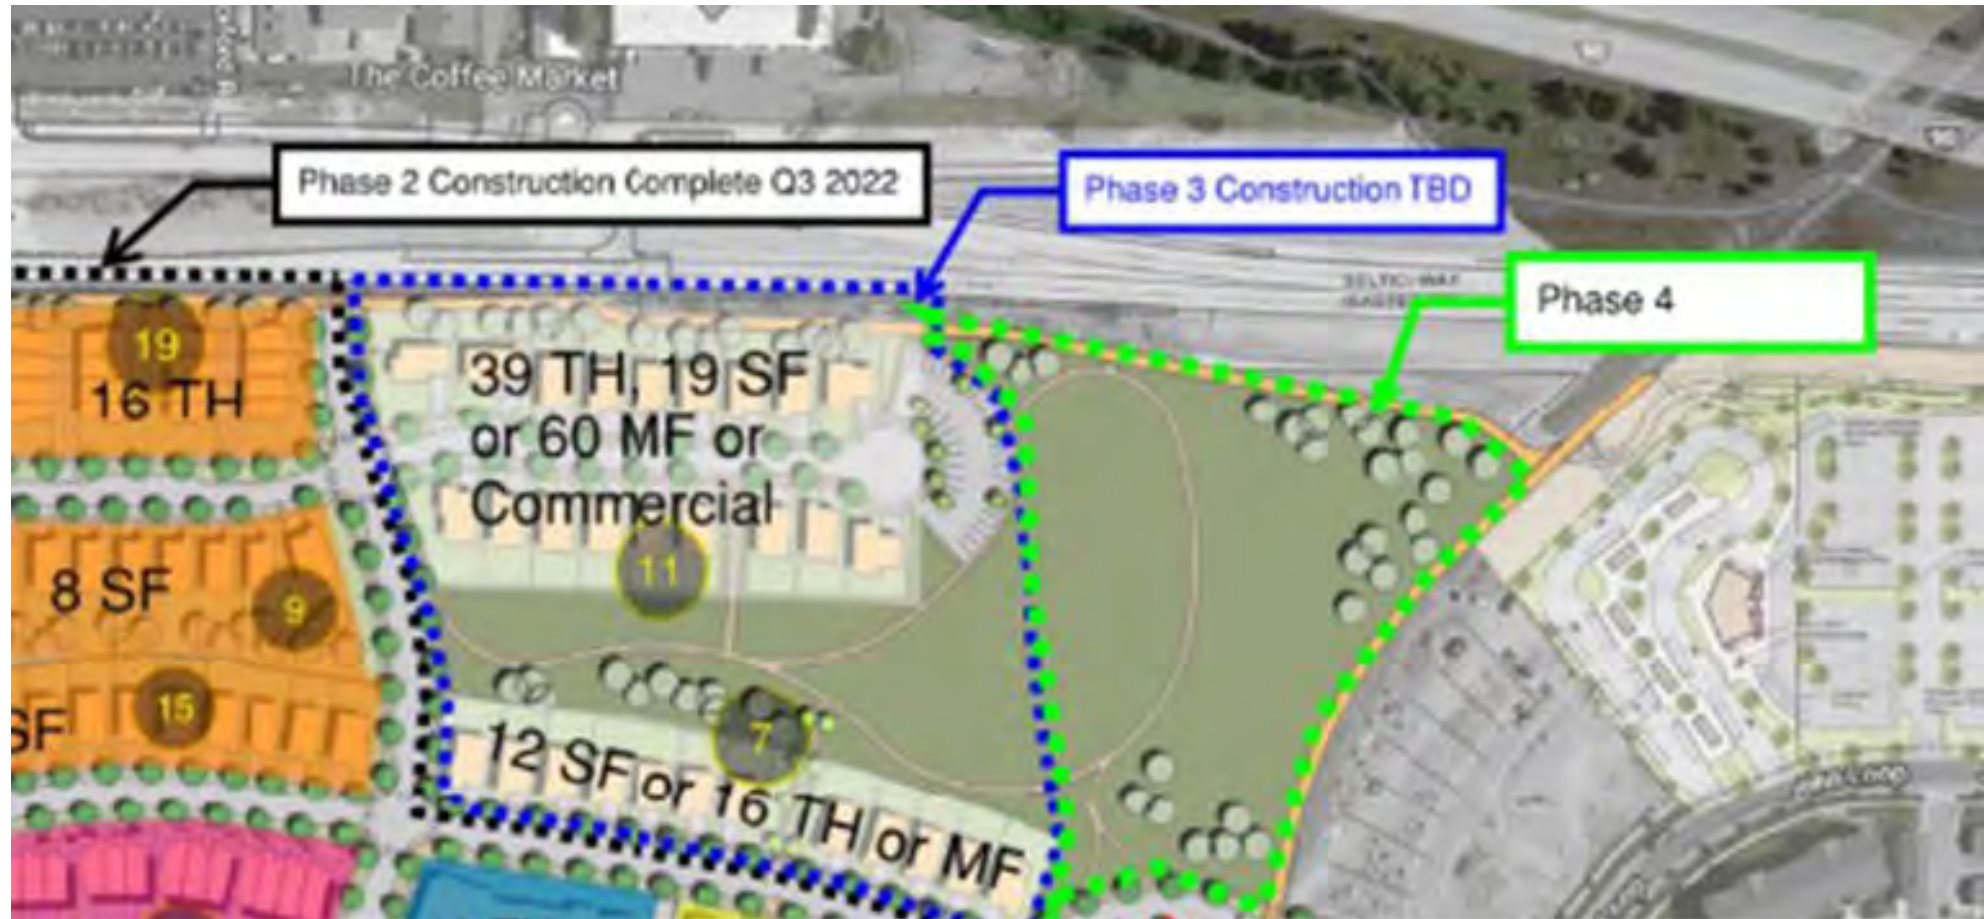 The Coffee Market
Phase 2 Construction Complete Q3 2022
Phase 3 Construction TBD
Phase 4
19
16 TH
39 TH, 19 SF
or 60 MF or
Commercial
11
8 SF
9
15
SF
7
12 SF or 16 TH or MF
Loop